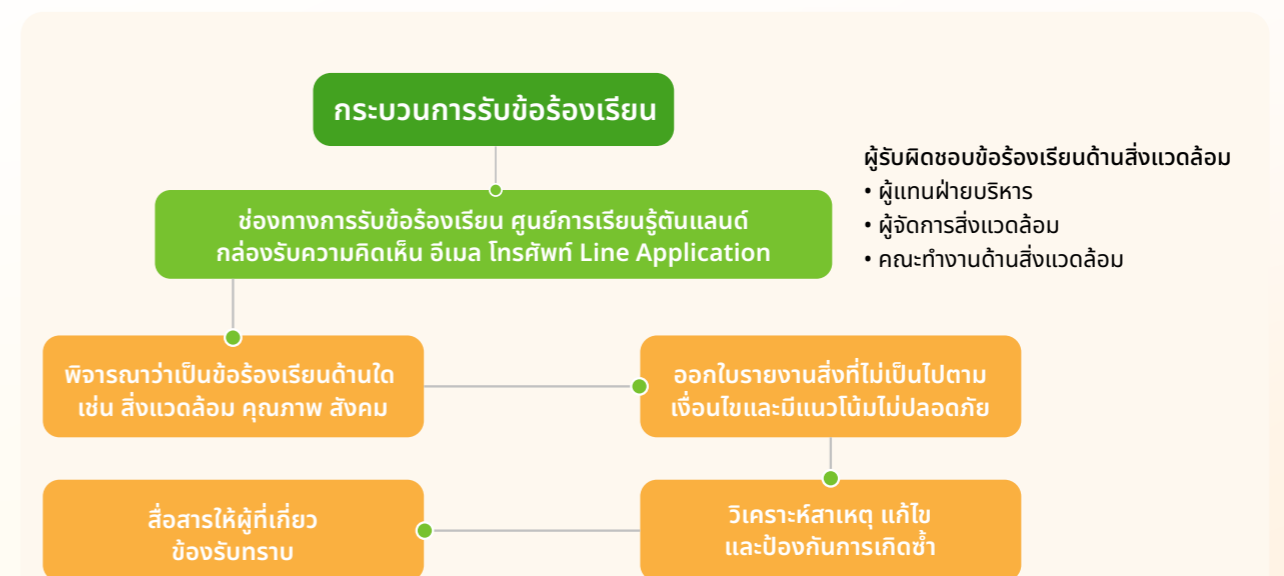 กระบวนการรับข้อร้องเรียน
ช่องทางการรับข้อร้องเรียน ศูนย์การเรียนรู้ตันแลนด์
กล่องรับความคิดเห็น อีเมล โทรศัพท์ Line Application
ผู้รับผิดชอบข้อร้องเรียนด้านสิ่งแวดล้อม
• ผู้แทนฝ่ายบริหาร
• ผู้จัดการสิ่งแวดล้อม
• คณะทำงานด้านสิ่งแวดล้อม
พิจารณาว่าเป็นข้อร้องเรียนด้านใด
เช่น สิ่งแวดล้อม คุณภาพ สังคม
ออกใบรายงานสิ่งที่ไม่เป็นไปตาม
เงื่อนไขและมีแนวโน้มไม่ปลอดภัย
วิเคราะห์สาเหตุ แก้ไข
และป้องกันการเกิดซ้ำ
สื่อสารให้ผู้ที่เกี่ยว
ข้องรับทราบ